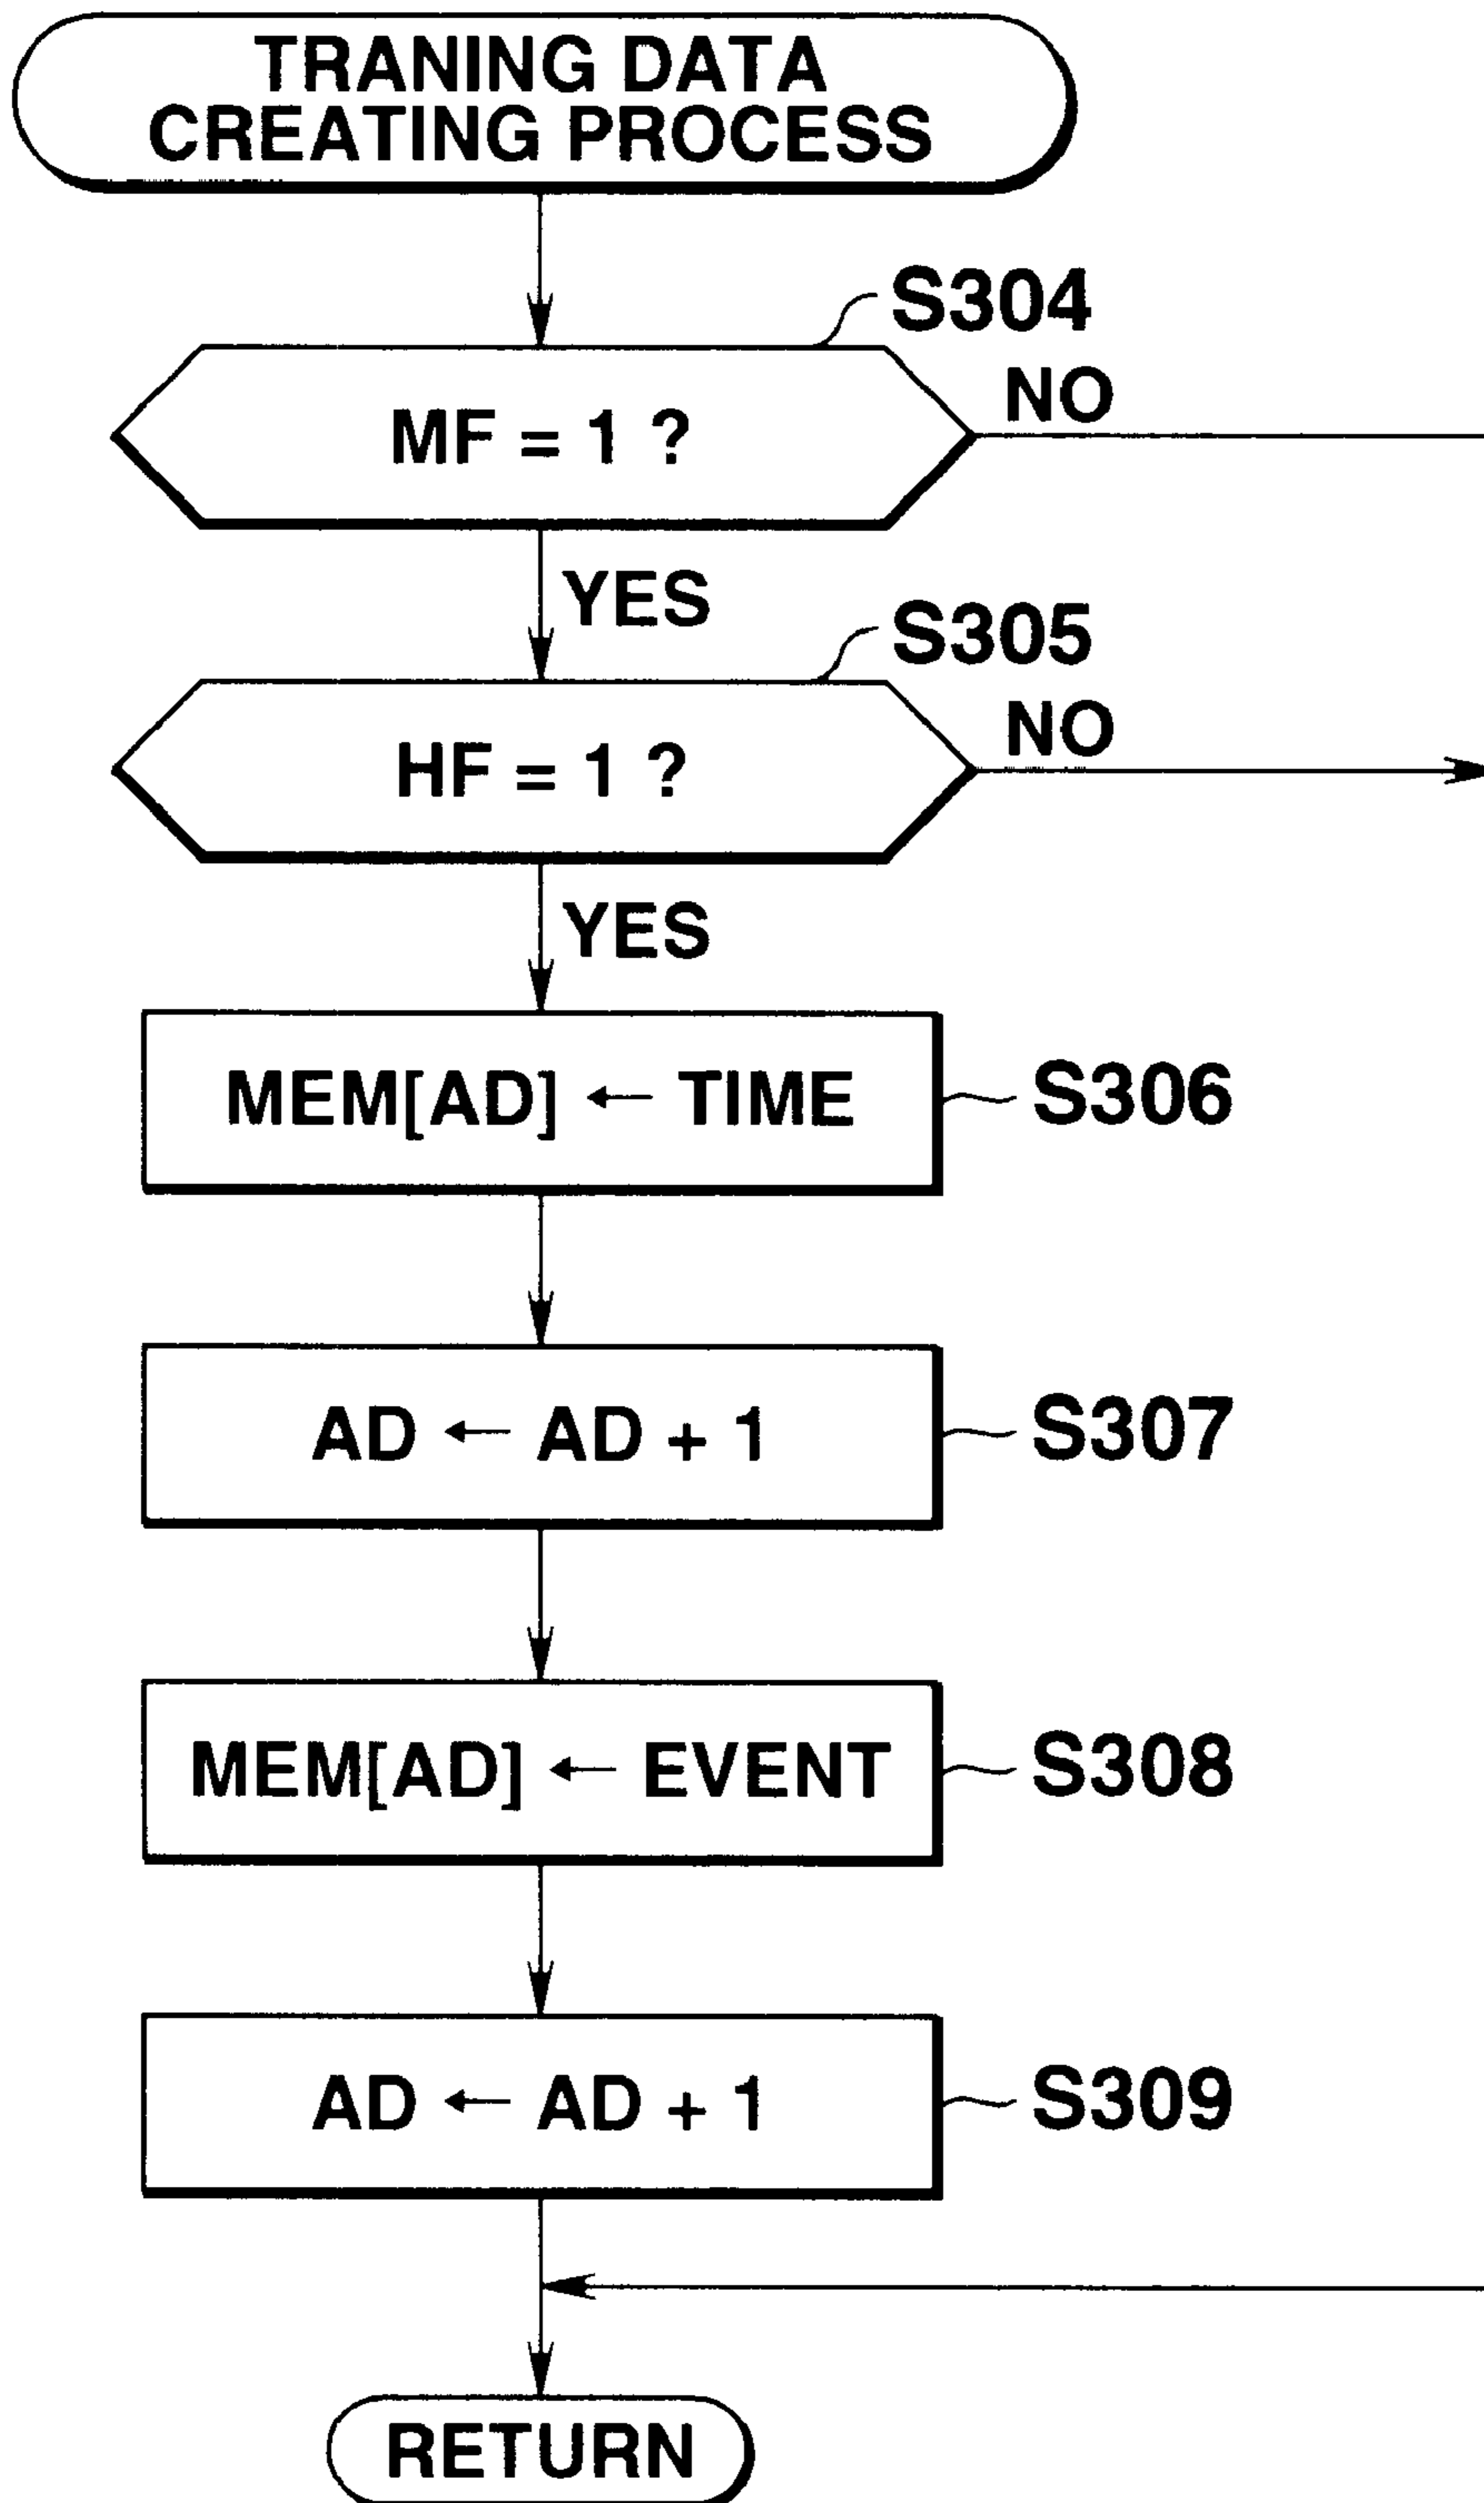 TRANING DATA
CREATING PROCESS
S304
MF = 1 ?
NO
YES
S305
HF = 1 ?
NO
YES
MEM[AD] ← TIME
S306
AD ← AD + 1
S307
MEM[AD] ← EVENT
S308
AD ← AD + 1
S309
RETURN